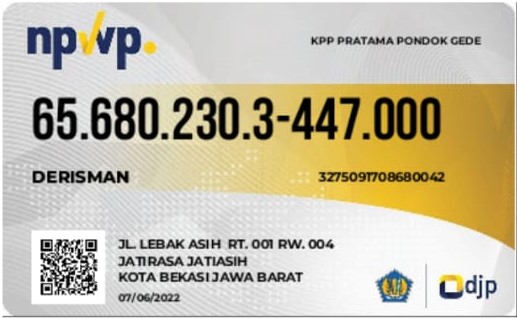 npwp.
KPP PRATAMA PONDOK GEDE
65.680.230.3-447.000
DERISMAN
3275091708680042
JL. LEBAK ASIH RT. 001 RW. 004
JATIRASA JATIASIH
KOTA BEKASI JAWA BARAT
07/06/2022
djp